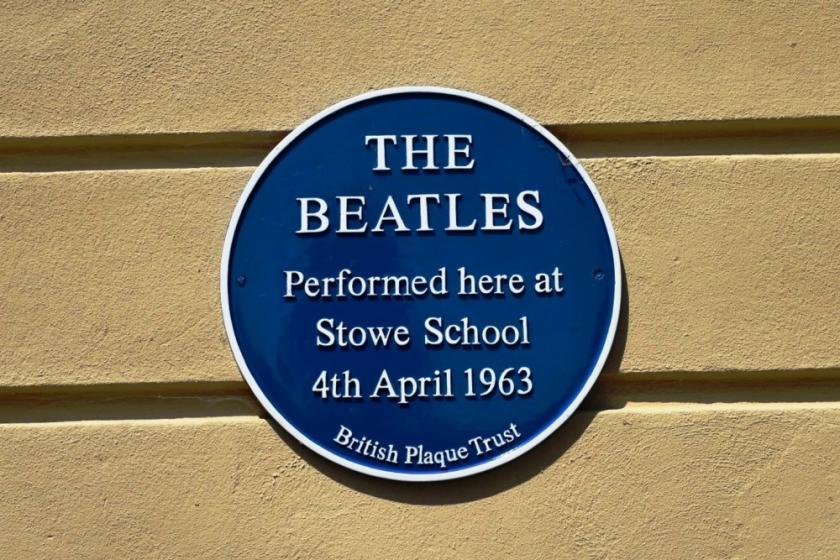 THE
BEATLES
Performed here at
Stowe School
4th April 1963
British Plaque Trust